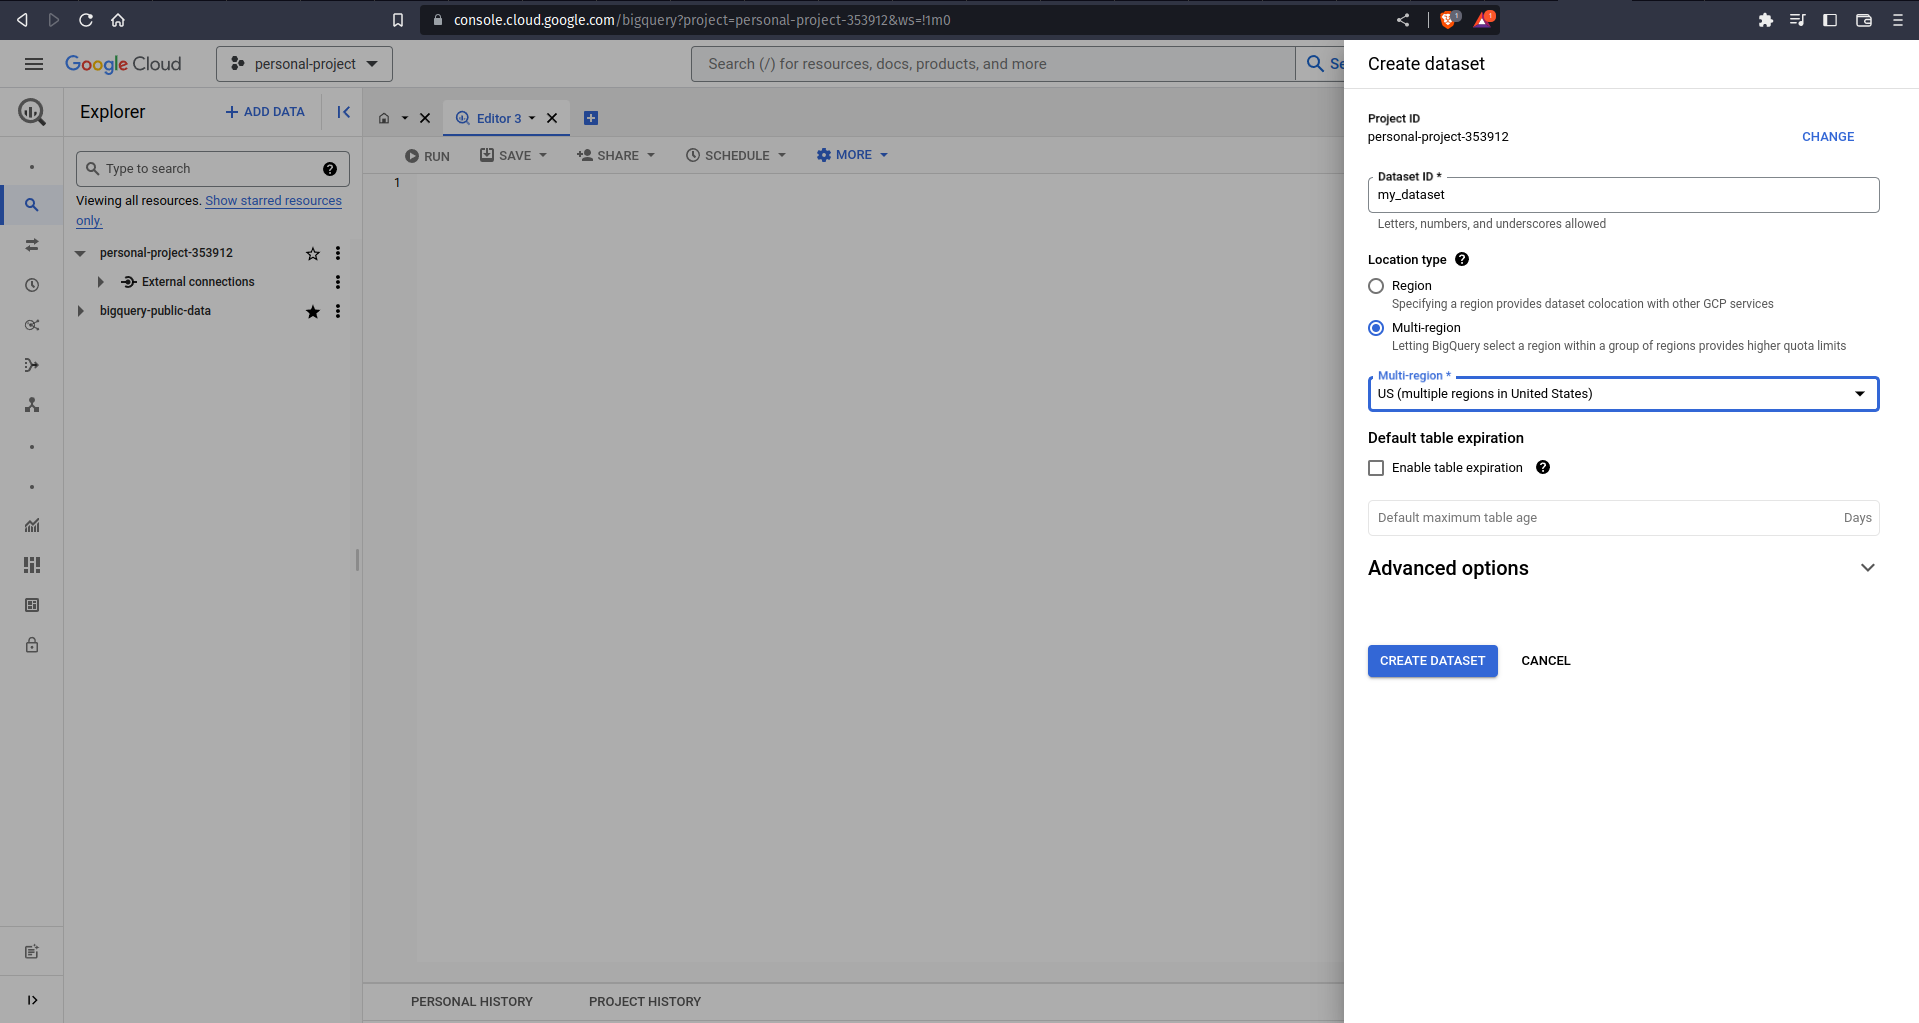 console.cloud.google.com/bigquery?project=personal-project-353912&ws=!1m0
1
1
Google Cloud
personal-project
Search (/) for resources, docs, products, and more
Se
Create dataset
Explorer
ADD DATA
Editor 3
RUN
SAVE
SHARE
SCHEDULE
MORE
Type to search
1
Viewing all resources. Show starred resources
only.
personal-project-353912
External connections
bigquery-public-data
Project ID
personal-project-353912
CHANGE
Dataset ID *
my_dataset
Letters, numbers, and underscores allowed
Location type
Region
Specifying a region provides dataset colocation with other GCP services
Multi-region
Letting BigQuery select a region within a group of regions provides higher quota limits
Multi-region *
US (multiple regions in United States)
Default table expiration
Enable table expiration
Default maximum table age
Days
Advanced options
CREATE DATASET
CANCEL
PERSONAL HISTORY
PROJECT HISTORY